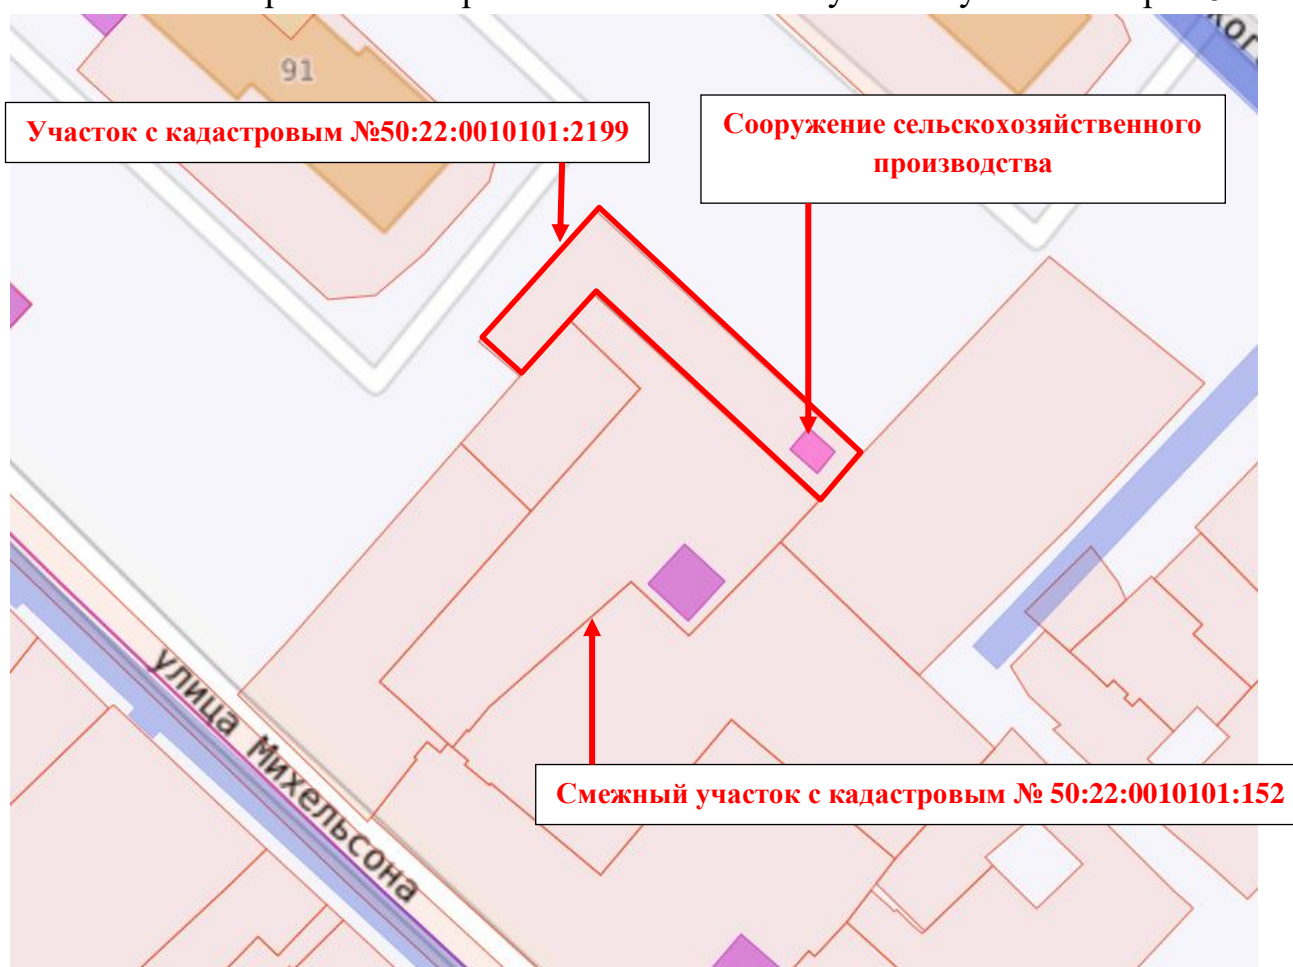 91
Участок с кадастровым №50:22:0010101:2199
Сооружение сельскохозяйственного
производства
улица Михельсона
Смежный участок с кадастровым № 50:22:0010101:152